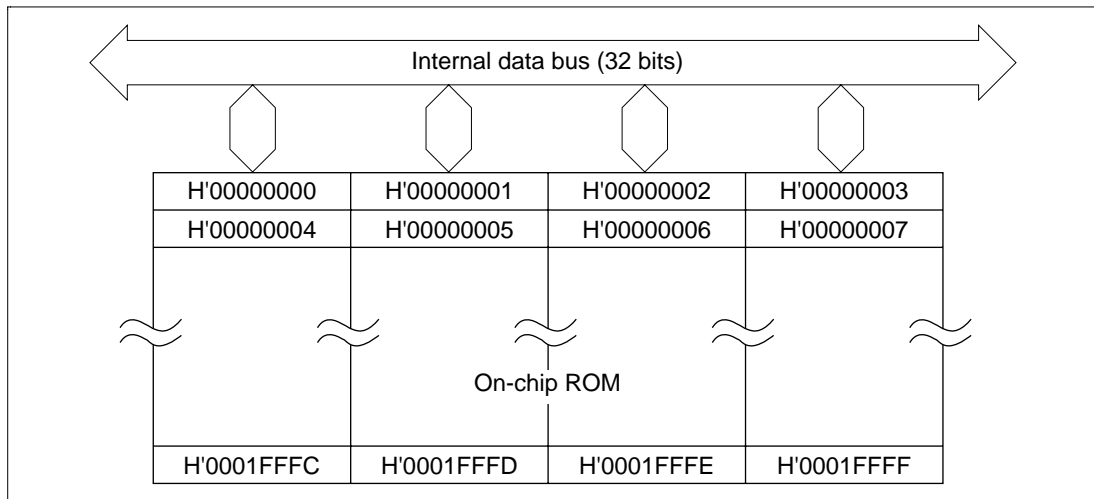 Internal data bus (32 bits)
H'00000000 H'00000001 H'00000002 H'00000003
H'00000004 H'00000005 H'00000006 H'00000007
On-chip ROM
H'0001FFFC H'0001FFFD H'0001FFFE H'0001FFFF